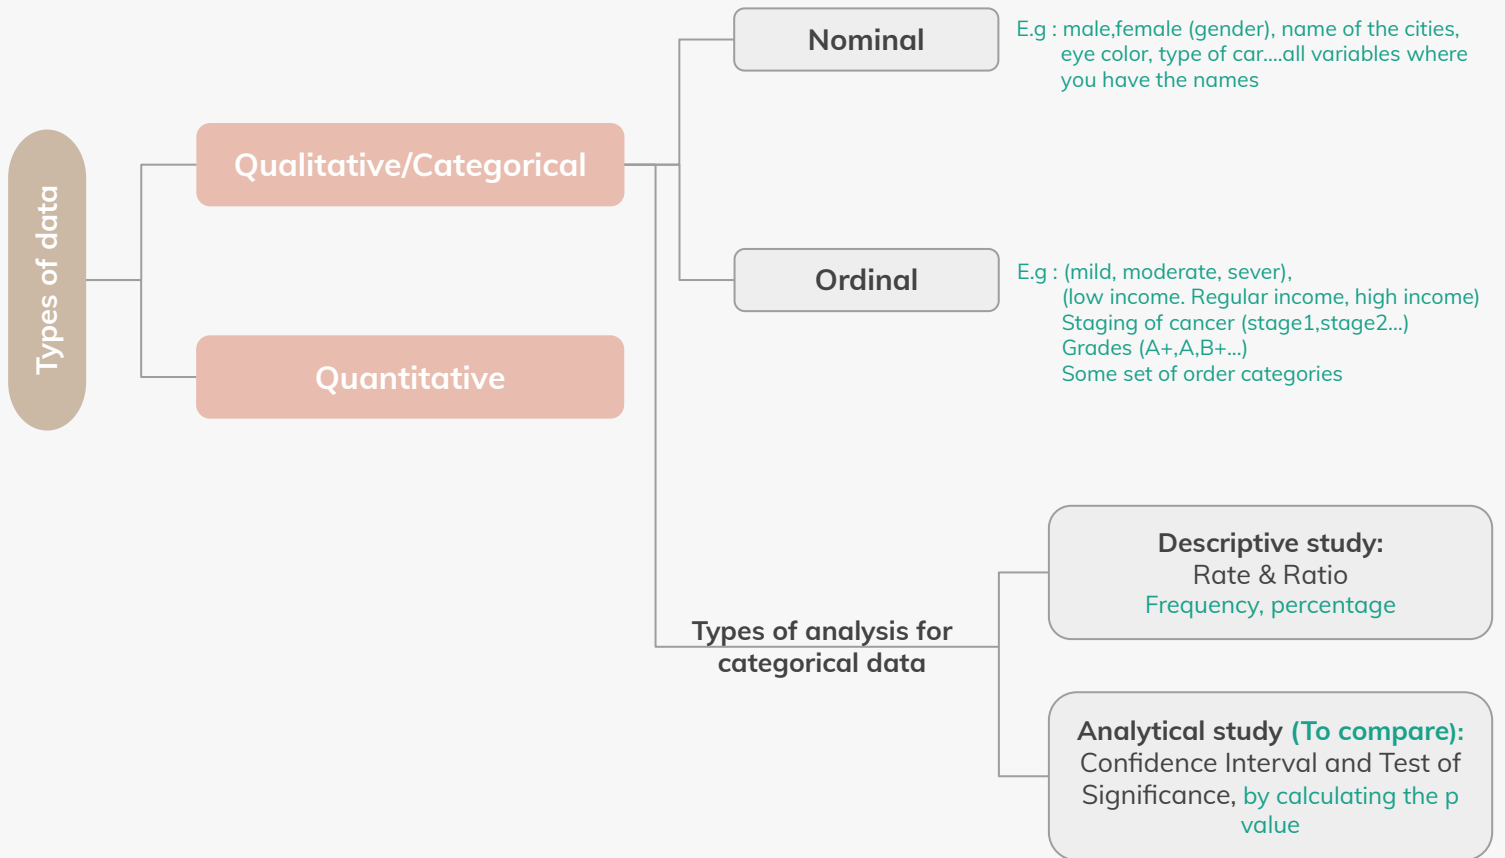 Types of data
Qualitative/Categorical
Quantitative
Nominal
E.g : male,female (gender), name of the cities,
eye color, type of car....all variables where
you have the names
Ordinal
E.g : (mild, moderate, sever),
(low income. Regular income, high income)
Staging of cancer (stage1,stage2...)
Grades (A+,A,B+...)
Some set of order categories
Types of analysis for
categorical data
Descriptive study:
Rate & Ratio
Frequency, percentage
Analytical study (To compare):
Confidence Interval and Test of
Significance, by calculating the p
value